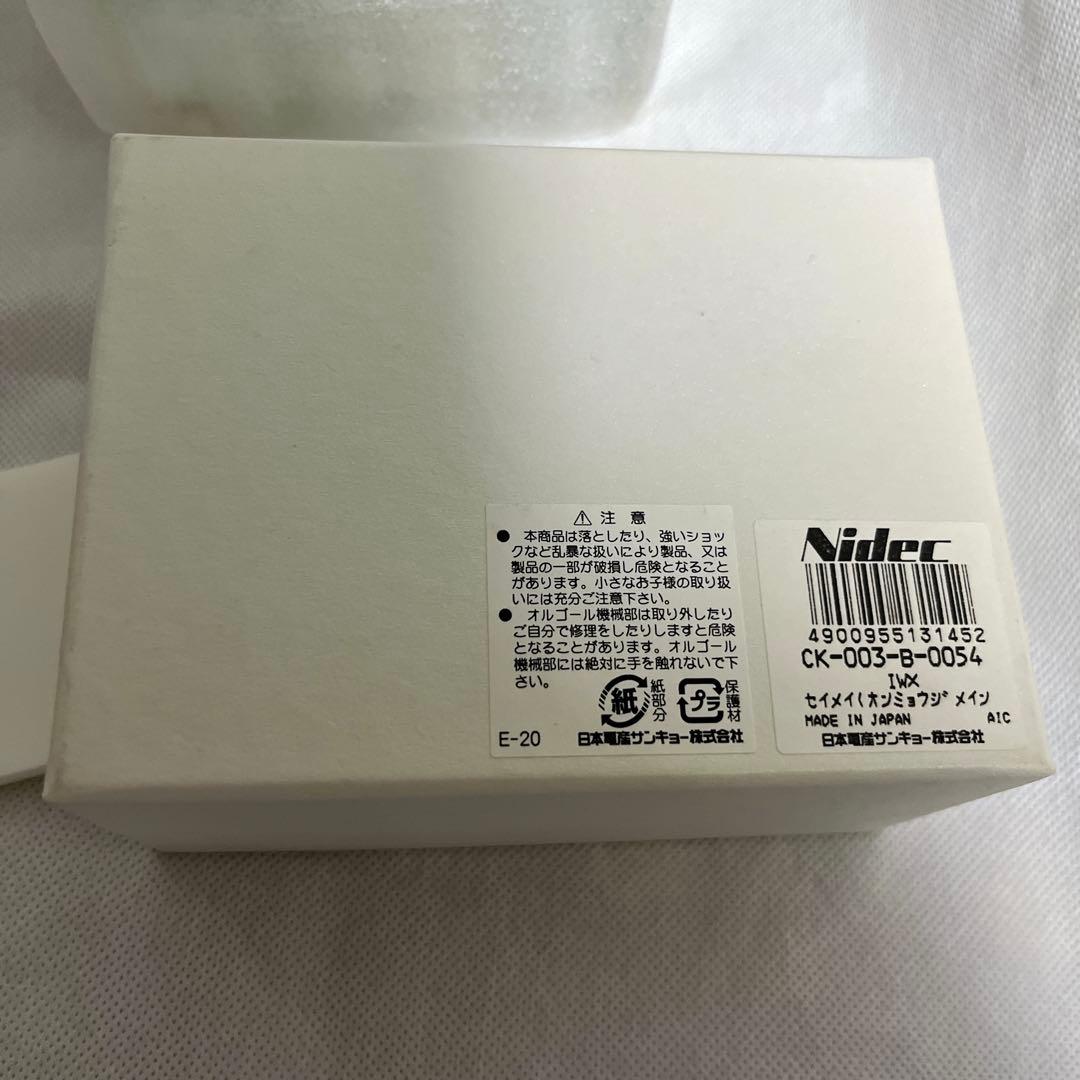 ⚠ 注意
● 本商品は落としたり、強いショッ
クなど乱暴な扱いにより製品、又は
製品の一部が破損し危険となること
があります。小さなお子様の取り扱
いには充分ご注意下さい。
● オルゴール機械部は取り外したり
ご自分で修理をしたりしますと危険
となることがあります。オルゴール
機械部には絶対に手を触れないで下
さい。
紙 紙部分 プラ 保護材
E-20 日本電産サンキョー株式会社
Nidec
4900955131452
CK-003-B-0054
IWX
セイメイ(オンミョウジ メイン
MADE IN JAPAN AIC
日本電産サンキョー株式会社